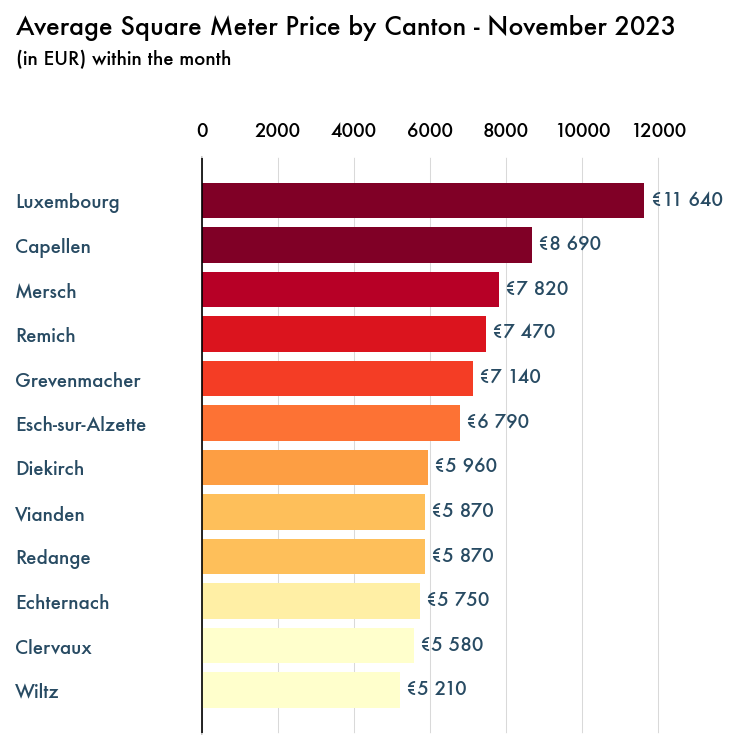 Average Square Meter Price by Canton - November 2023
(in EUR) within the month
0 2000 4000 6000 8000 10000 12000
Luxembourg €11 640
Capellen €8 690
Mersch €7 820
Remich €7 470
Grevenmacher €7 140
Esch-sur-Alzette €6 790
Diekirch €5 960
Vianden €5 870
Redange €5 870
Echternach €5 750
Clervaux €5 580
Wiltz €5 210